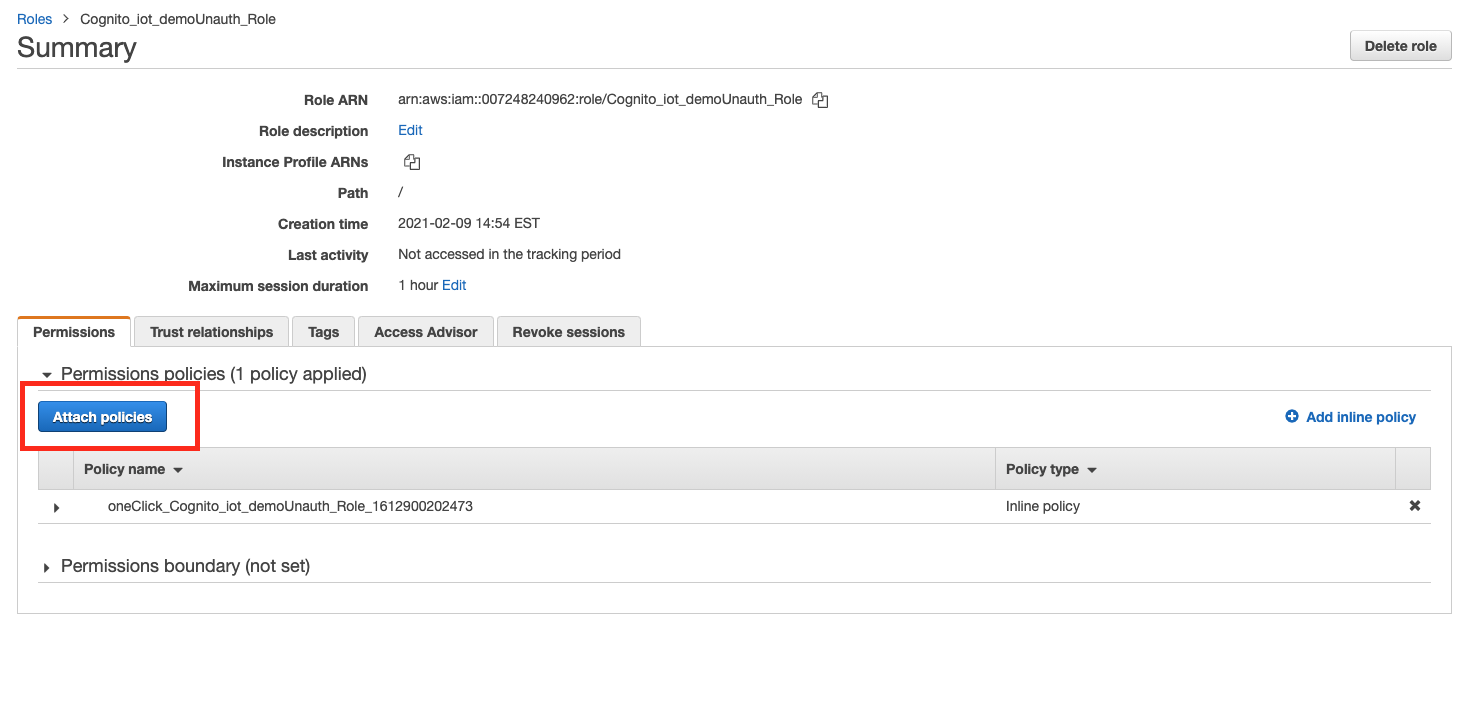 Roles > Cognito_iot_demoUnauth_Role
Summary
Delete role
Role ARN arn:aws:iam::007248240962:role/Cognito_iot_demoUnauth_Role
Role description Edit
Instance Profile ARNs
Path /
Creation time 2021-02-09 14:54 EST
Last activity Not accessed in the tracking period
Maximum session duration 1 hour Edit
Permissions Trust relationships Tags Access Advisor Revoke sessions
Permissions policies (1 policy applied)
Attach policies Add inline policy
Policy name Policy type
oneClick_Cognito_iot_demoUnauth_Role_1612900202473 Inline policy
Permissions boundary (not set)